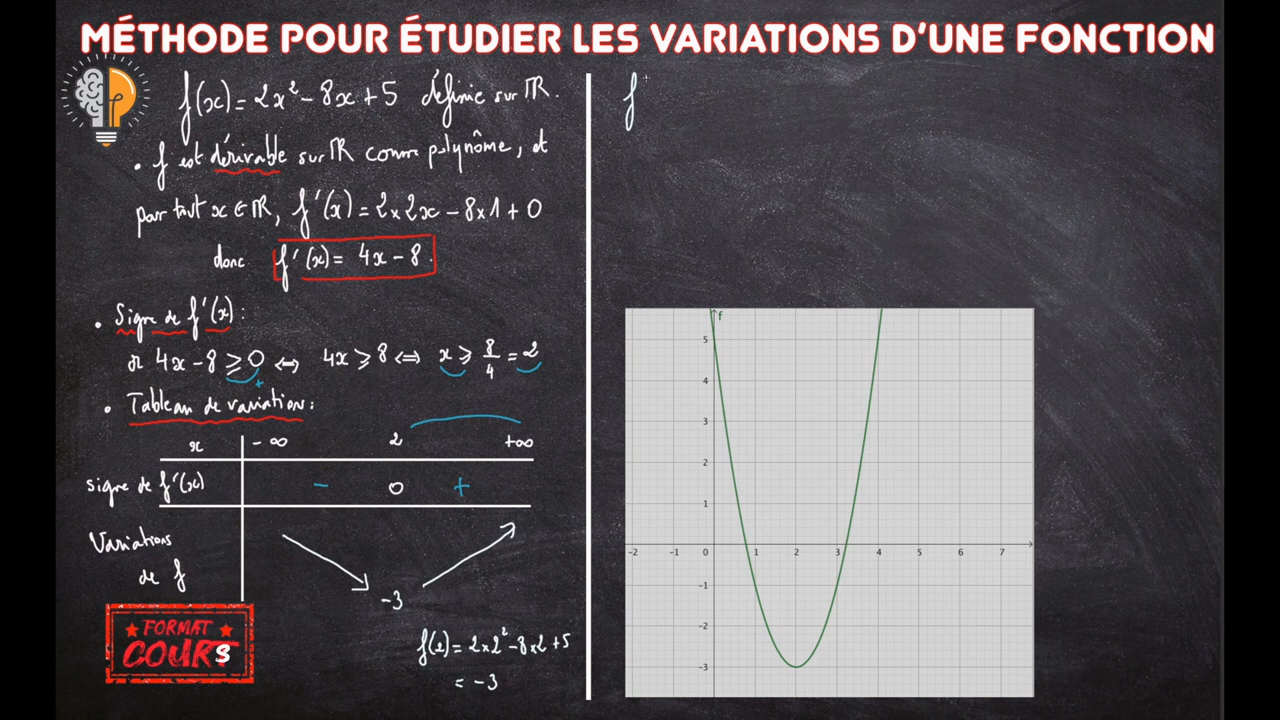 MÉTHODE POUR ÉTUDIER LES VARIATIONS D'UNE FONCTION
f(x) = 2x² - 8x + 5 définie sur ℝ.
• f est dérivable sur ℝ comme polynôme, et
pour tout x ∈ ℝ, f'(x) = 2×2x - 8×1 + 0
donc f'(x) = 4x - 8.
• Signe de f'(x) :
or 4x - 8 ≥ 0 ⇔ 4x ≥ 8 ⇔ x ≥ 8/4 = 2
+
• Tableau de variation :
x -∞ 2 +∞
signe de f'(x) - 0 +
Variations
de f
-3
f(2) = 2×2² - 8×2 + 5
= -3
FORMAT
COURS
f
f
5
4
3
2
1
-2 -1 0 1 2 3 4 5 6 7
-1
-2
-3